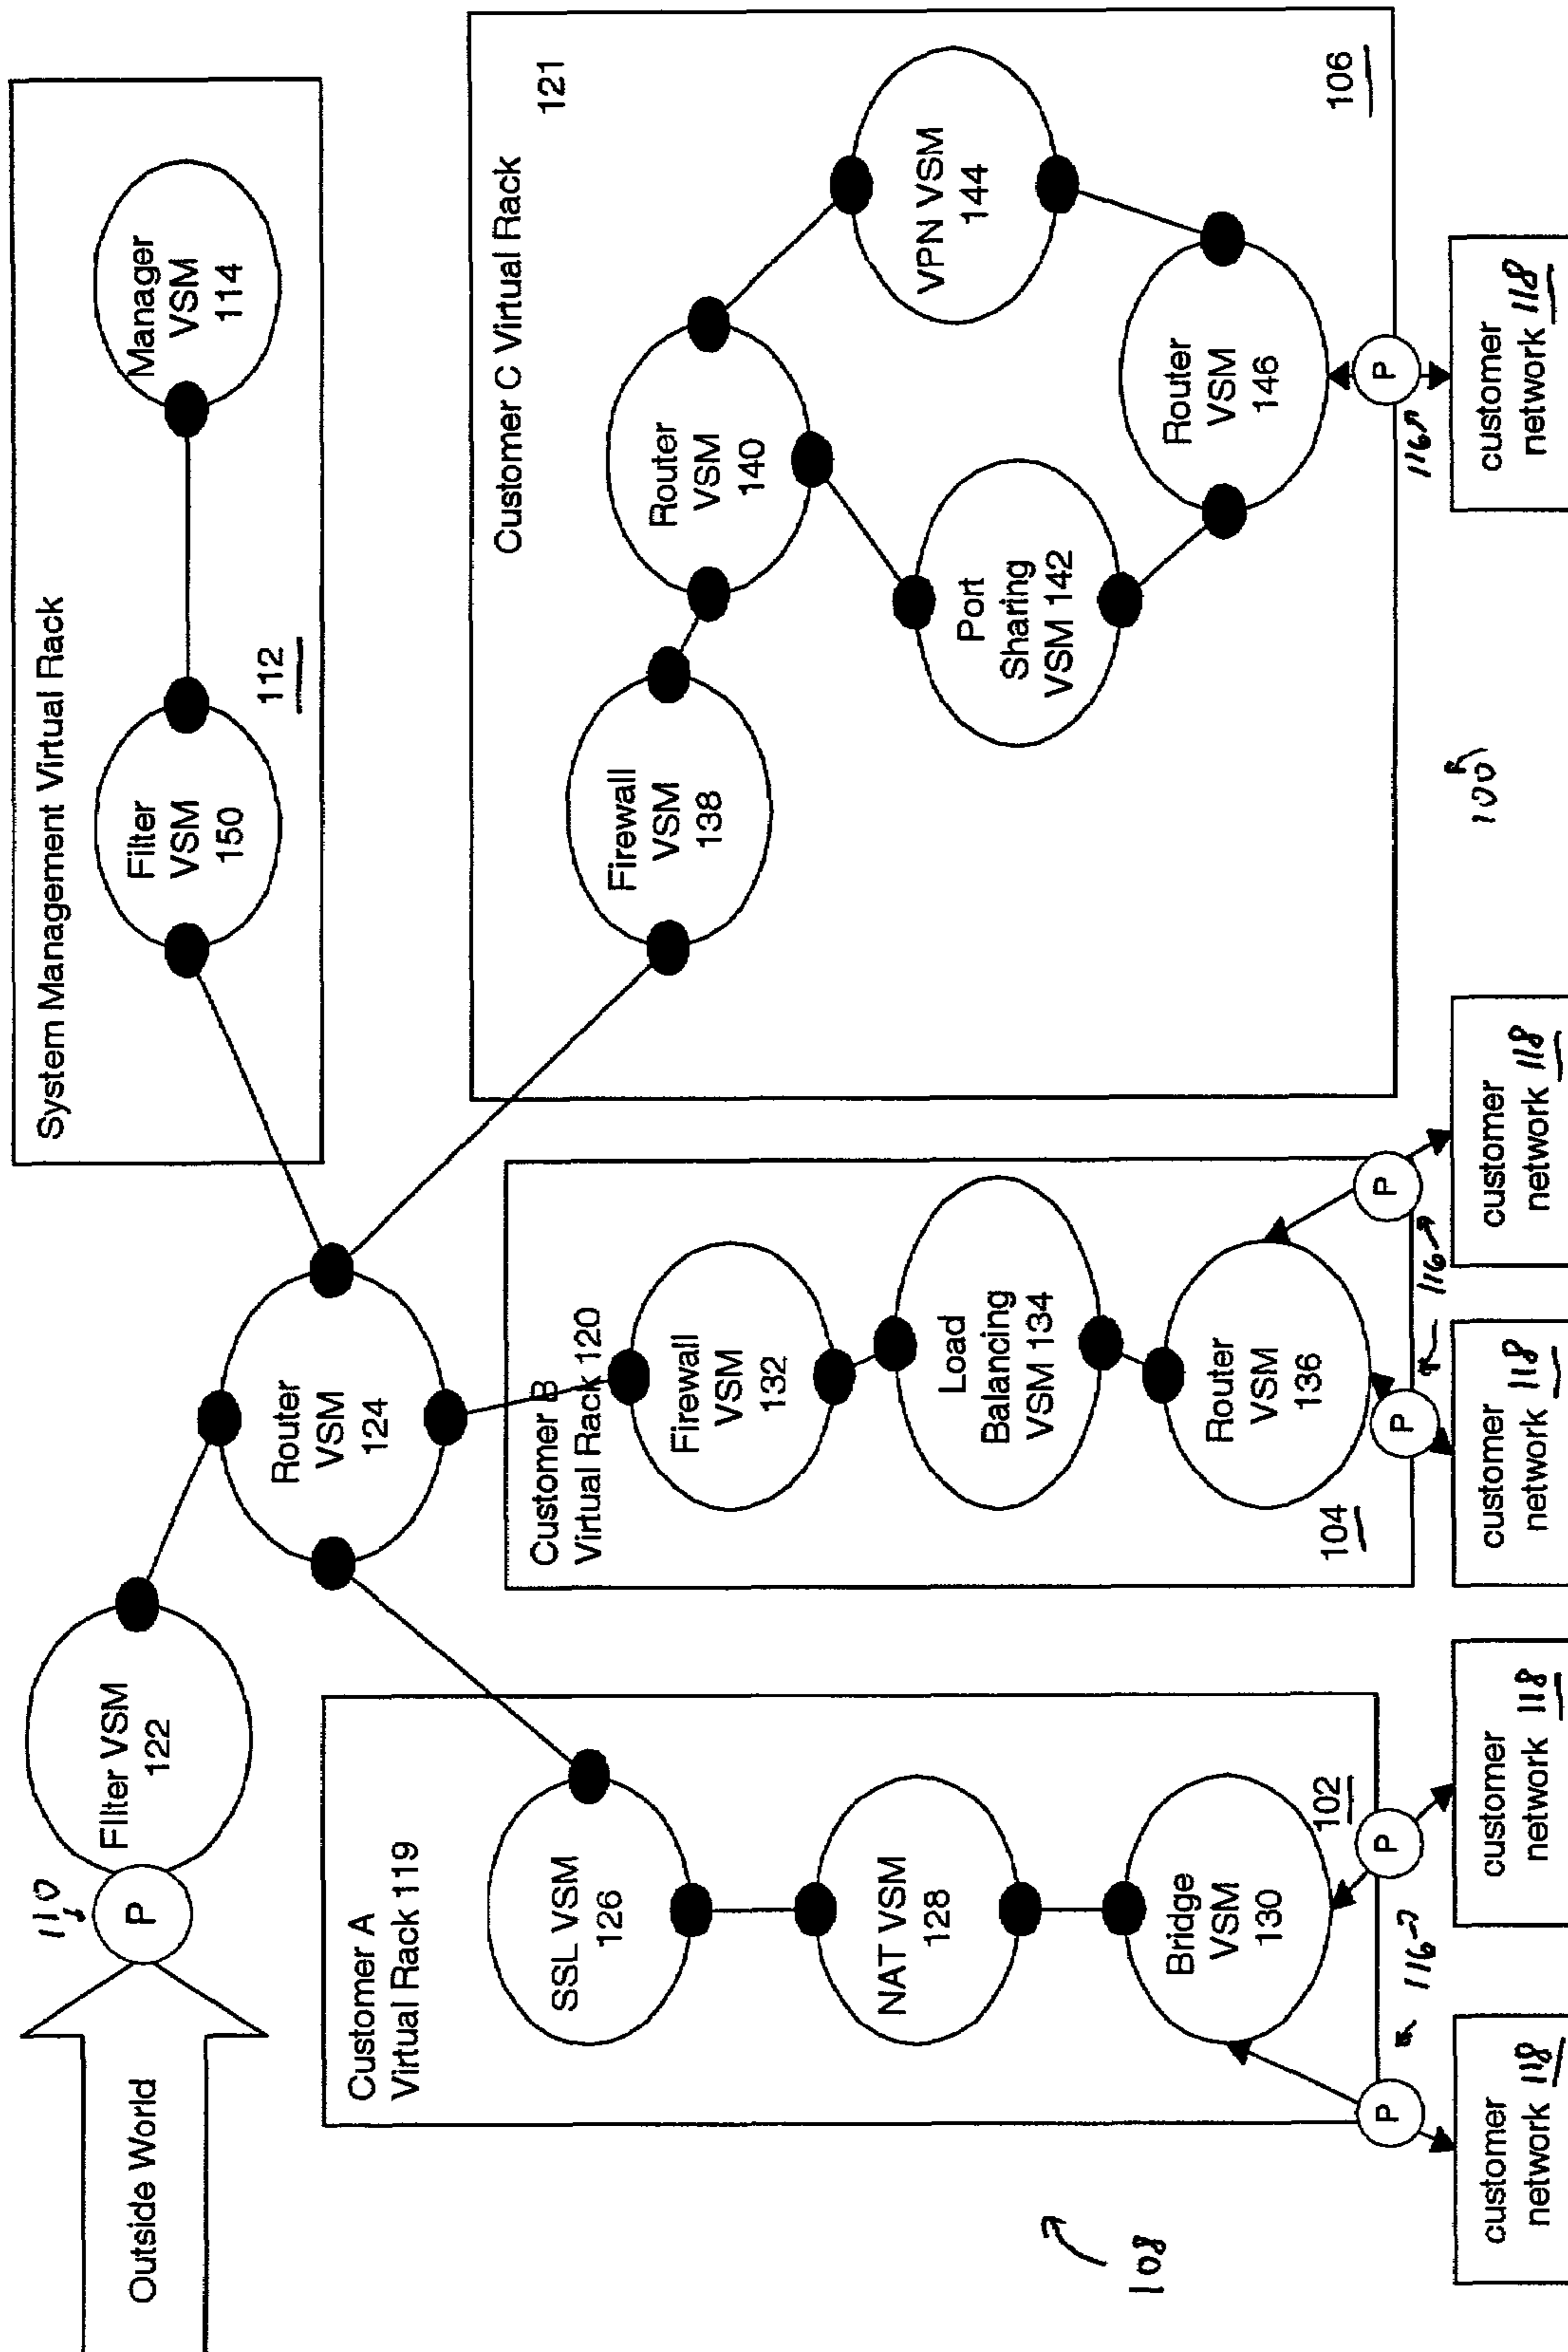 Outside World
110
P
Filter VSM
122
Router
VSM
124
System Management Virtual Rack
Filter
VSM
150
Manager
VSM
114
112
Customer A
Virtual Rack 119
SSL VSM
126
NAT VSM
128
Bridge
VSM
130
102
P
P
116
customer
network 118
customer
network 118
Customer B
Virtual Rack 120
Firewall
VSM
132
Load
Balancing
VSM 134
Router
VSM
136
104
P
P
116
customer
network 118
customer
network 118
Customer C Virtual Rack
121
Firewall
VSM
138
Router
VSM
140
Port
Sharing
VSM 142
VPN VSM
144
Router
VSM
146
106
P
116
customer
network 118
108
100